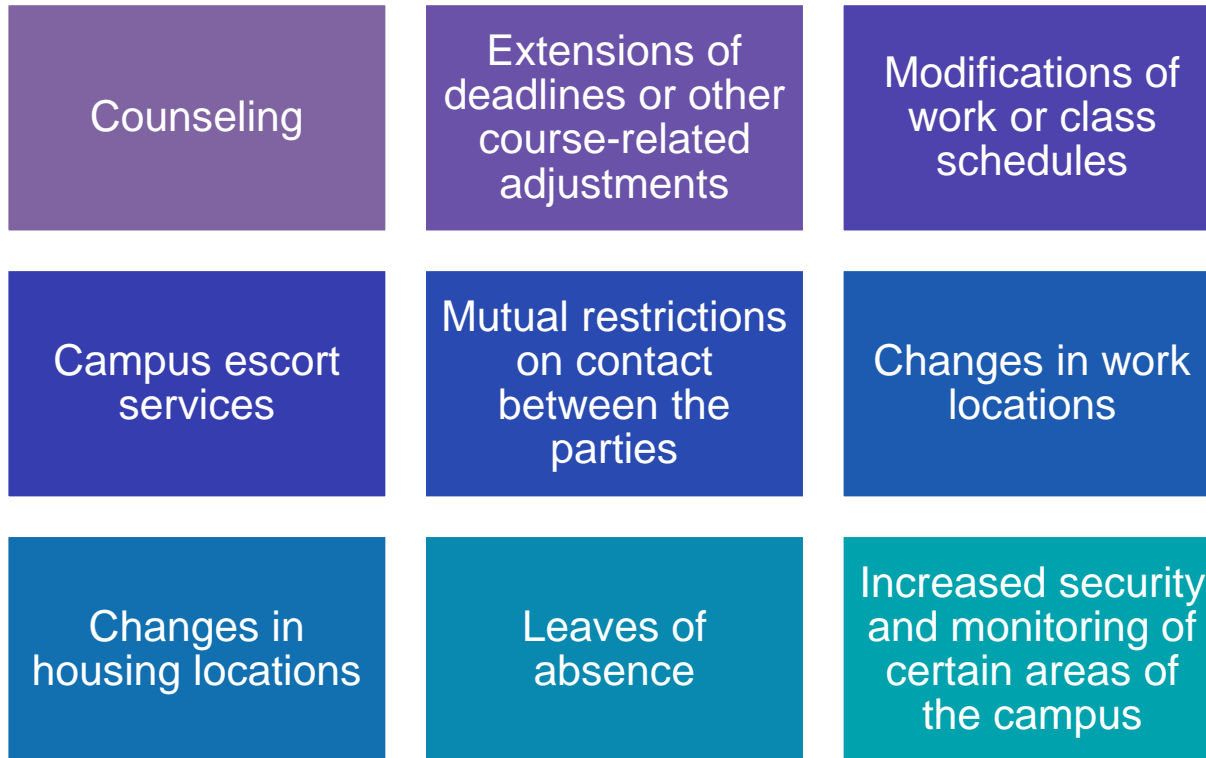 Counseling
Extensions of
deadlines or other
course-related
adjustments
Modifications of
work or class
schedules
Campus escort
services
Mutual restrictions
on contact
between the
parties
Changes in work
locations
Changes in
housing locations
Leaves of
absence
Increased security
and monitoring of
certain areas of
the campus